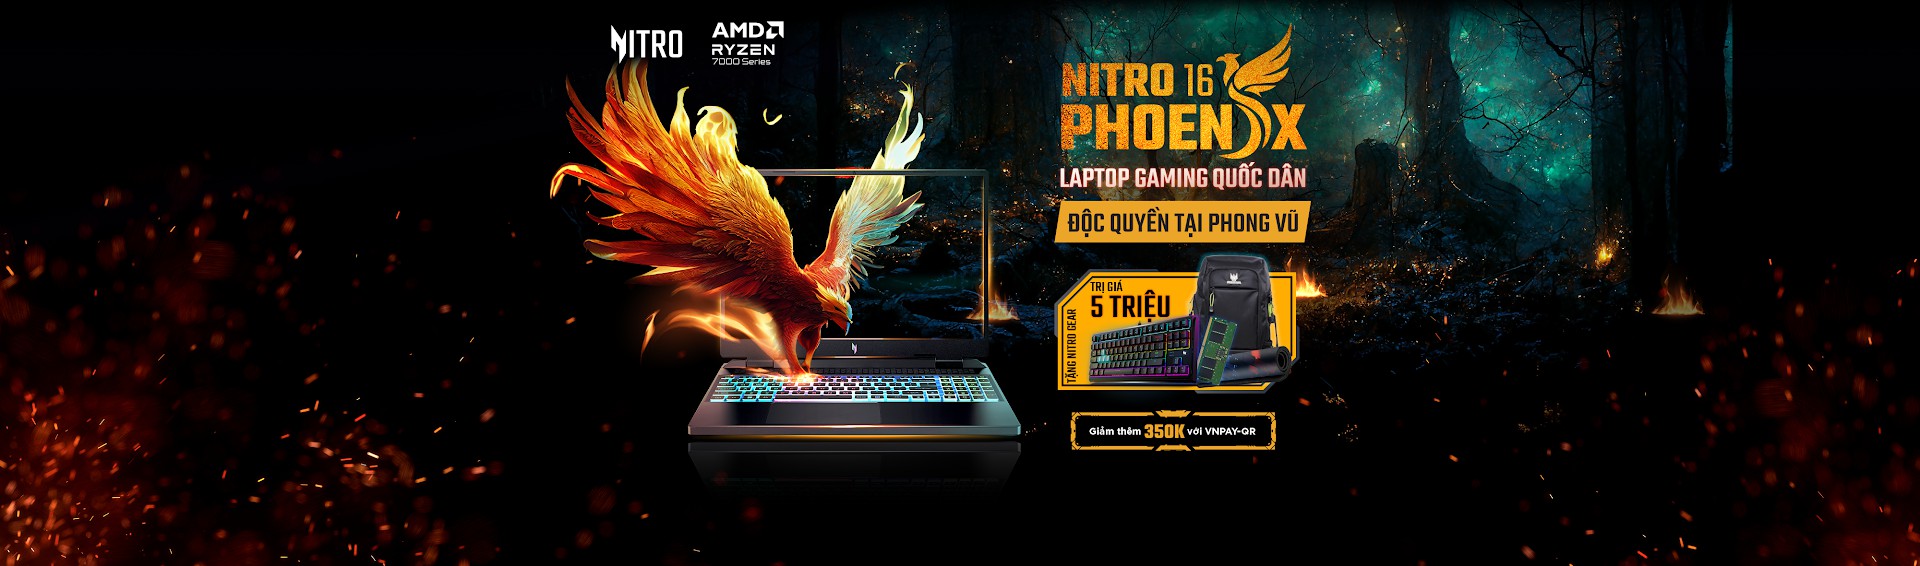 NITRO
AMD
RYZEN
7000 Series
NITRO 16
PHOENIX
LAPTOP GAMING QUỐC DÂN
ĐỘC QUYỀN TẠI PHONG VŨ
TẶNG NITRO GEAR
TRỊ GIÁ
5 TRIỆU
Giảm thêm 350K với VNPAY-QR